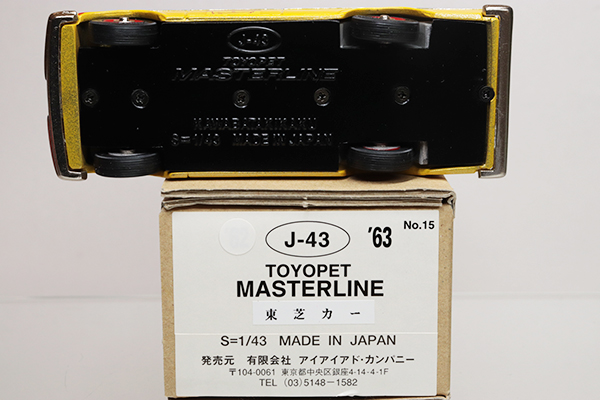 J-43
TOYOPET
MASTERLINE
S=1/43 MADE IN JAPAN
J-43 '63 No.15
TOYOPET
MASTERLINE
東芝カー
S=1/43 MADE IN JAPAN
発売元 有限会社 アイアイアド・カンパニー
〒104-0061 東京都中央区銀座4-14-4-1F
TEL (03)5148-1582